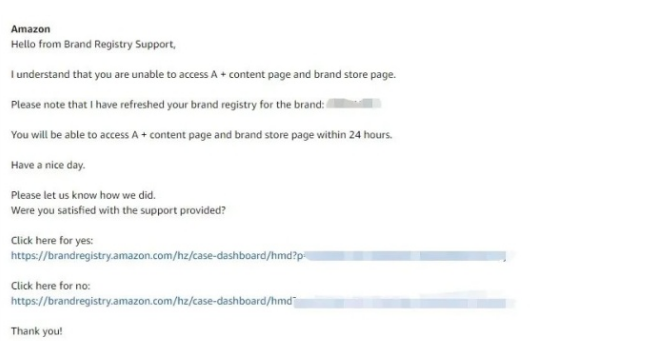 Amazon
Hello from Brand Registry Support,
I understand that you are unable to access A + content page and brand store page.
Please note that I have refreshed your brand registry for the brand:
You will be able to access A + content page and brand store page within 24 hours.
Have a nice day.
Please let us know how we did.
Were you satisfied with the support provided?
Click here for yes:
https://brandregistry.amazon.com/hz/case-dashboard/hmd?p
Click here for no:
https://brandregistry.amazon.com/hz/case-dashboard/hmd
Thank you!